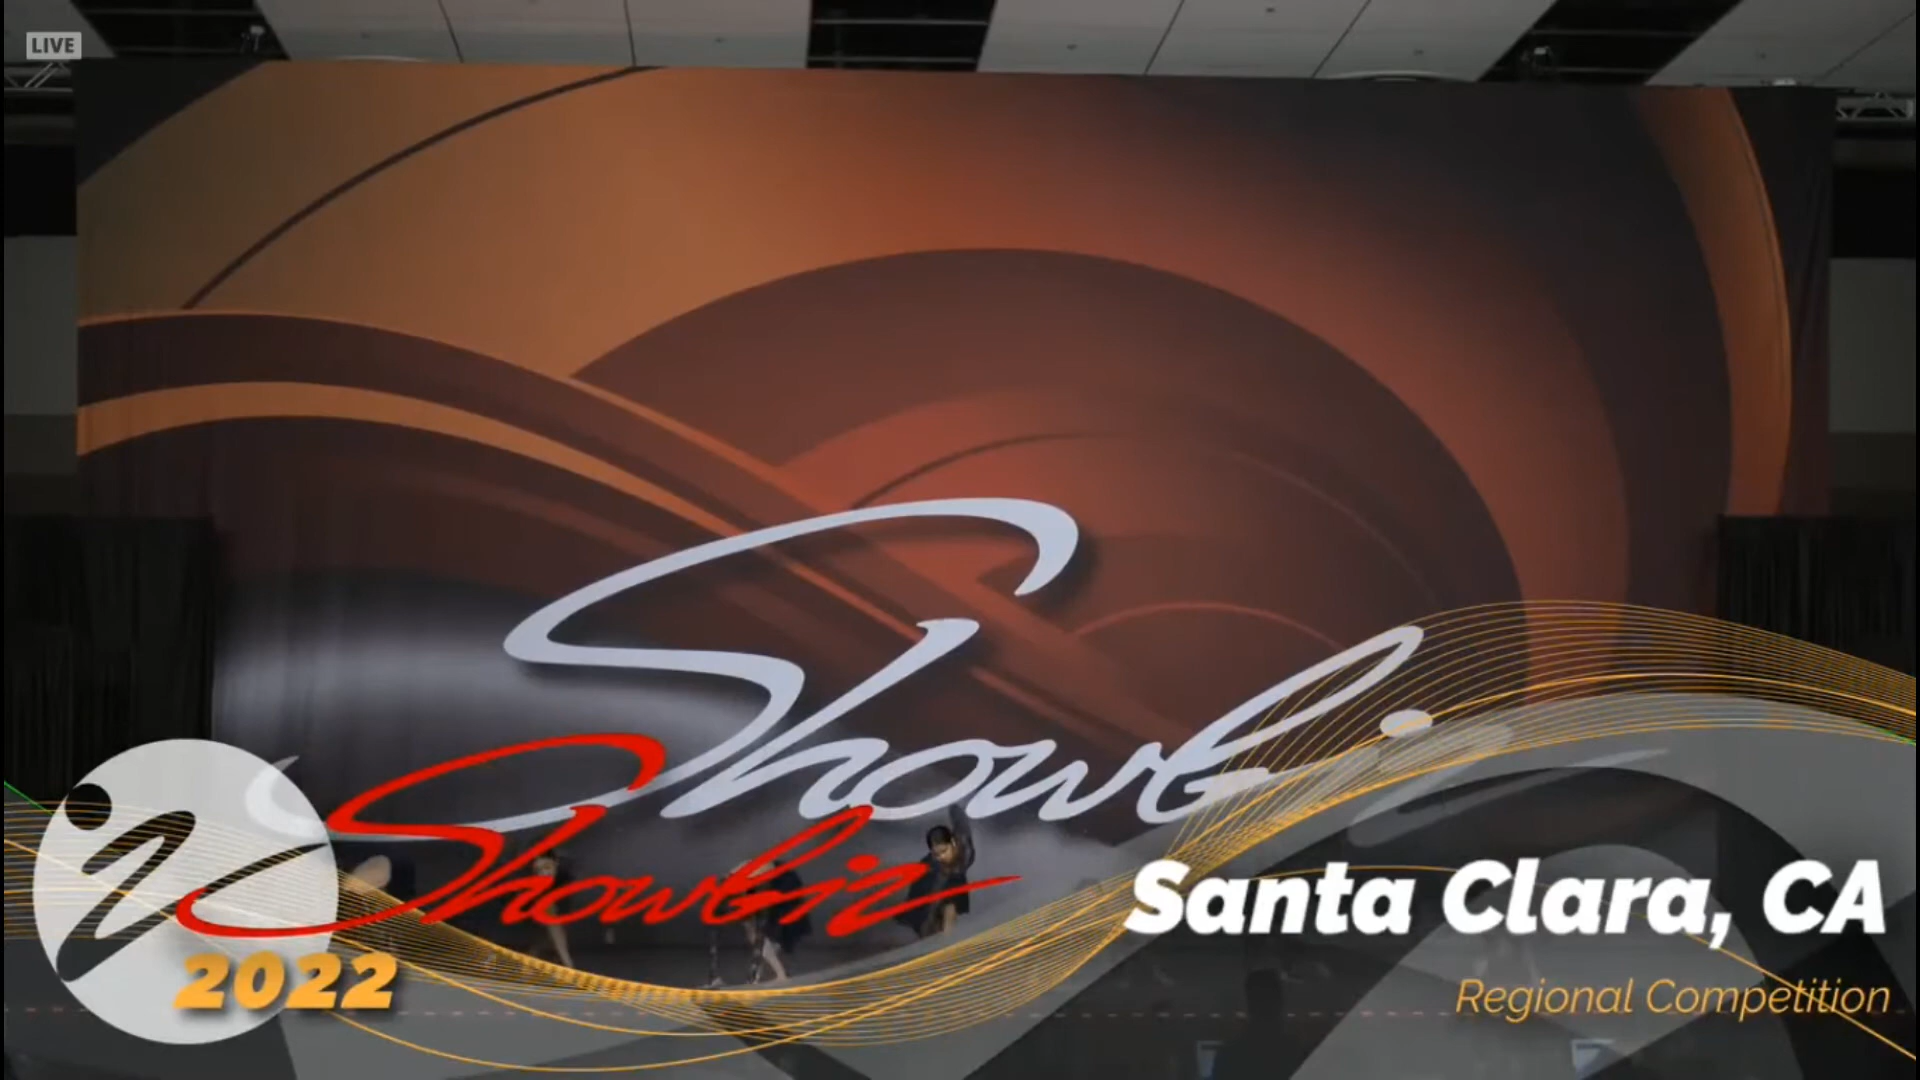 LIVE
Showbiz
Showbiz
2022
Santa Clara, CA
Regional Competition